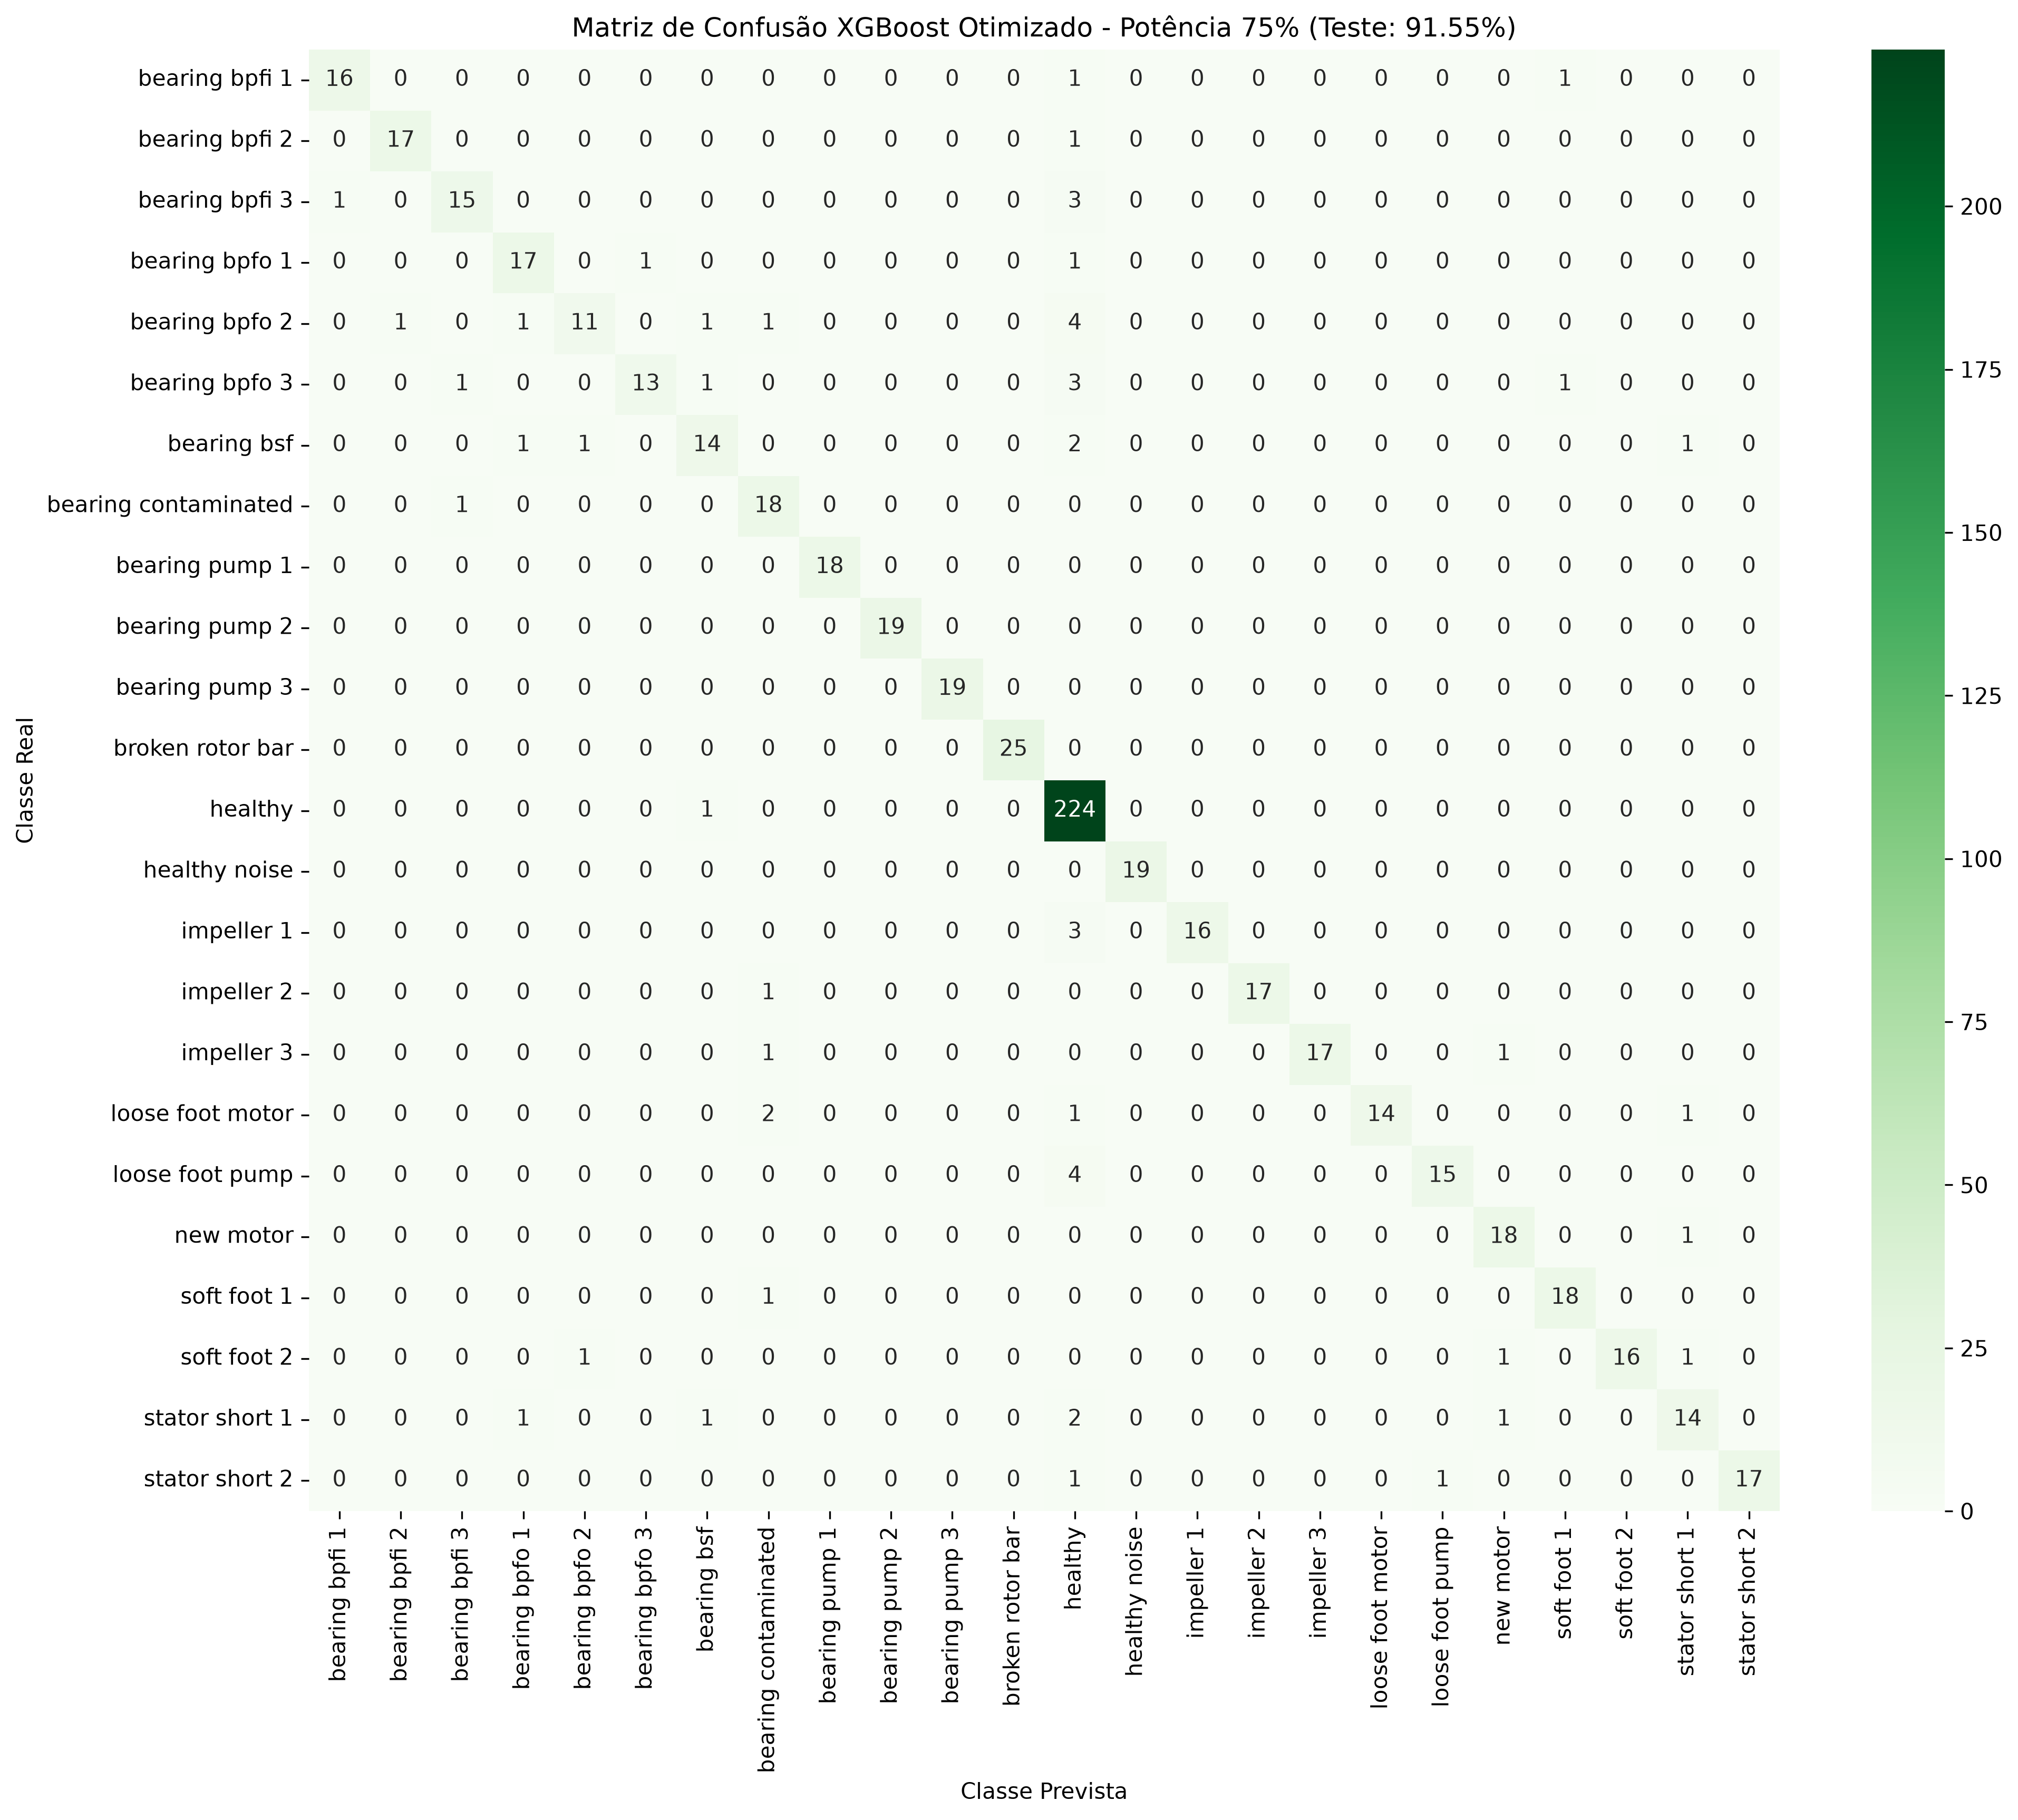 Matriz de Confusão XGBoost Otimizado - Potência 75% (Teste: 91.55%)
bearing bpfi 1 16 0 0 0 0 0 0 0 0 0 0 0 1 0 0 0 0 0 0 0 1 0 0 0
bearing bpfi 2 0 17 0 0 0 0 0 0 0 0 0 0 1 0 0 0 0 0 0 0 0 0 0 0
bearing bpfi 3 1 0 15 0 0 0 0 0 0 0 0 0 3 0 0 0 0 0 0 0 0 0 0 0
bearing bpfo 1 0 0 0 17 0 1 0 0 0 0 0 0 1 0 0 0 0 0 0 0 0 0 0 0
bearing bpfo 2 0 1 0 1 11 0 1 1 0 0 0 0 4 0 0 0 0 0 0 0 0 0 0 0
bearing bpfo 3 0 0 1 0 0 13 1 0 0 0 0 0 3 0 0 0 0 0 0 0 1 0 0 0
bearing bsf 0 0 0 1 1 0 14 0 0 0 0 0 2 0 0 0 0 0 0 0 0 0 1 0
bearing contaminated 0 0 1 0 0 0 0 18 0 0 0 0 0 0 0 0 0 0 0 0 0 0 0 0
bearing pump 1 0 0 0 0 0 0 0 0 18 0 0 0 0 0 0 0 0 0 0 0 0 0 0 0
bearing pump 2 0 0 0 0 0 0 0 0 0 19 0 0 0 0 0 0 0 0 0 0 0 0 0 0
bearing pump 3 0 0 0 0 0 0 0 0 0 0 19 0 0 0 0 0 0 0 0 0 0 0 0 0
broken rotor bar 0 0 0 0 0 0 0 0 0 0 0 25 0 0 0 0 0 0 0 0 0 0 0 0
healthy 0 0 0 0 0 0 1 0 0 0 0 0 224 0 0 0 0 0 0 0 0 0 0 0
healthy noise 0 0 0 0 0 0 0 0 0 0 0 0 0 19 0 0 0 0 0 0 0 0 0 0
impeller 1 0 0 0 0 0 0 0 0 0 0 0 0 3 0 16 0 0 0 0 0 0 0 0 0
impeller 2 0 0 0 0 0 0 0 1 0 0 0 0 0 0 0 17 0 0 0 0 0 0 0 0
impeller 3 0 0 0 0 0 0 0 1 0 0 0 0 0 0 0 0 17 0 0 1 0 0 0 0
loose foot motor 0 0 0 0 0 0 0 2 0 0 0 0 1 0 0 0 0 14 0 0 0 0 1 0
loose foot pump 0 0 0 0 0 0 0 0 0 0 0 0 4 0 0 0 0 0 15 0 0 0 0 0
new motor 0 0 0 0 0 0 0 0 0 0 0 0 0 0 0 0 0 0 0 18 0 0 1 0
soft foot 1 0 0 0 0 0 0 0 1 0 0 0 0 0 0 0 0 0 0 0 0 18 0 0 0
soft foot 2 0 0 0 0 1 0 0 0 0 0 0 0 0 0 0 0 0 0 0 1 0 16 1 0
stator short 1 0 0 0 1 0 0 1 0 0 0 0 0 2 0 0 0 0 0 0 1 0 0 14 0
stator short 2 0 0 0 0 0 0 0 0 0 0 0 0 1 0 0 0 0 0 1 0 0 0 0 17
Classe Real
bearing bpfi 1
bearing bpfi 2
bearing bpfi 3
bearing bpfo 1
bearing bpfo 2
bearing bpfo 3
bearing bsf
bearing contaminated
bearing pump 1
bearing pump 2
bearing pump 3
broken rotor bar
healthy
healthy noise
impeller 1
impeller 2
impeller 3
loose foot motor
loose foot pump
new motor
soft foot 1
soft foot 2
stator short 1
stator short 2
Classe Prevista
200
175
150
125
100
75
50
25
0